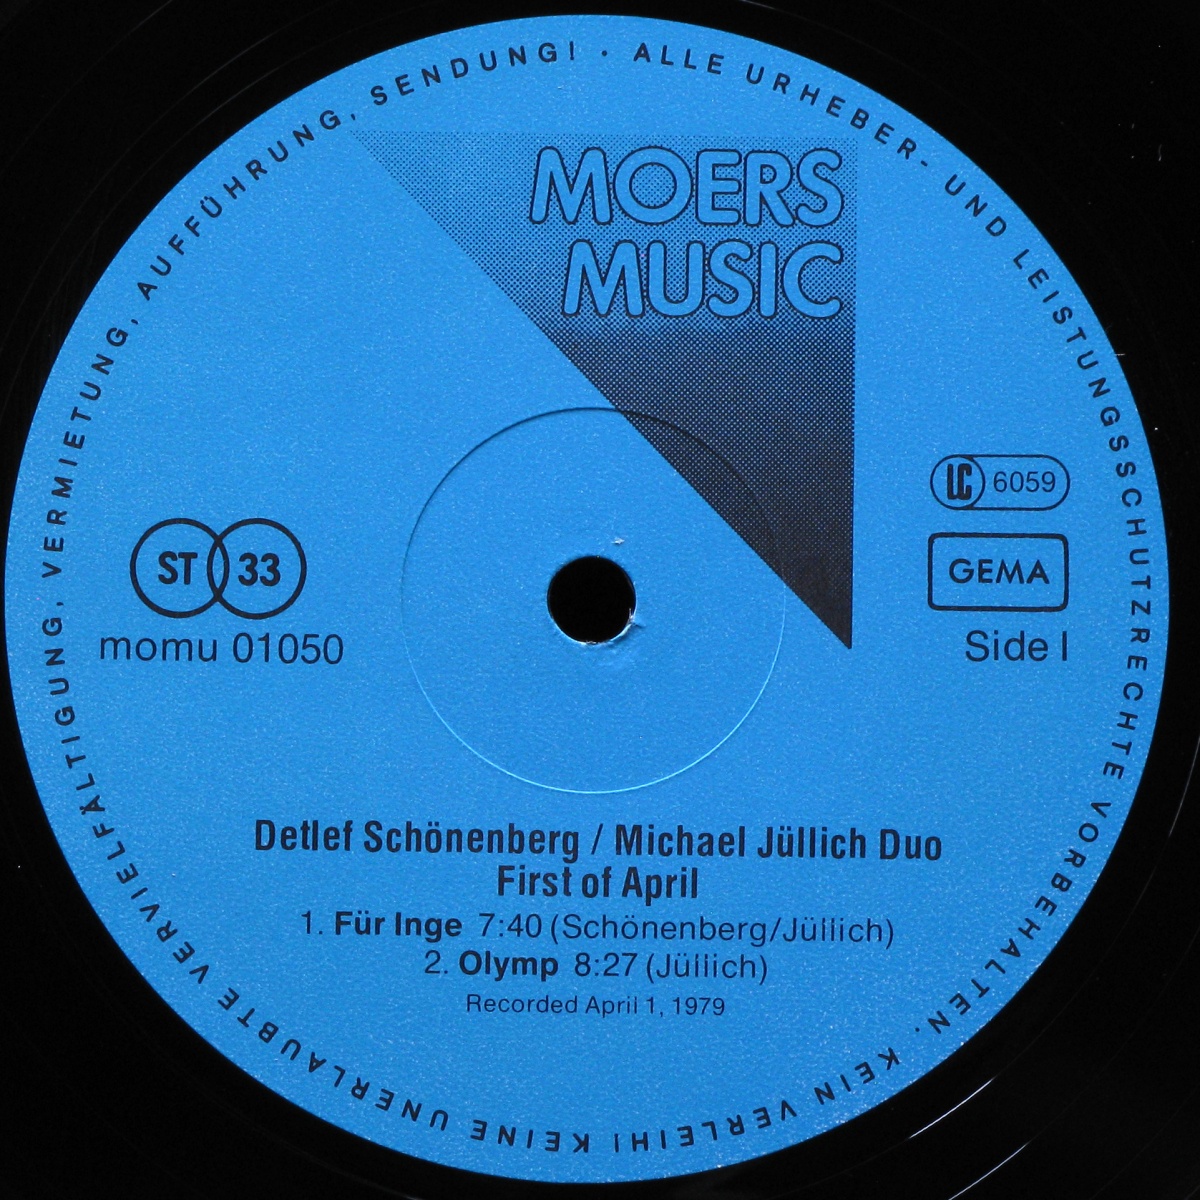 ALLE URHEBER- UND LEISTUNGSSCHUTZRECHTE VORBEHALTEN. KEIN VERLEIH! KEINE UNERLAUBTE VERVIELFÄLTIGUNG, VERMIETUNG, AUFFÜHRUNG, SENDUNG! ·
MOERS
MUSIC
LC 6059
ST 33
GEMA
momu 01050
Side I
Detlef Schönenberg / Michael Jüllich Duo
First of April
1. Für Inge 7:40 (Schönenberg/Jüllich)
2. Olymp 8:27 (Jüllich)
Recorded April 1, 1979